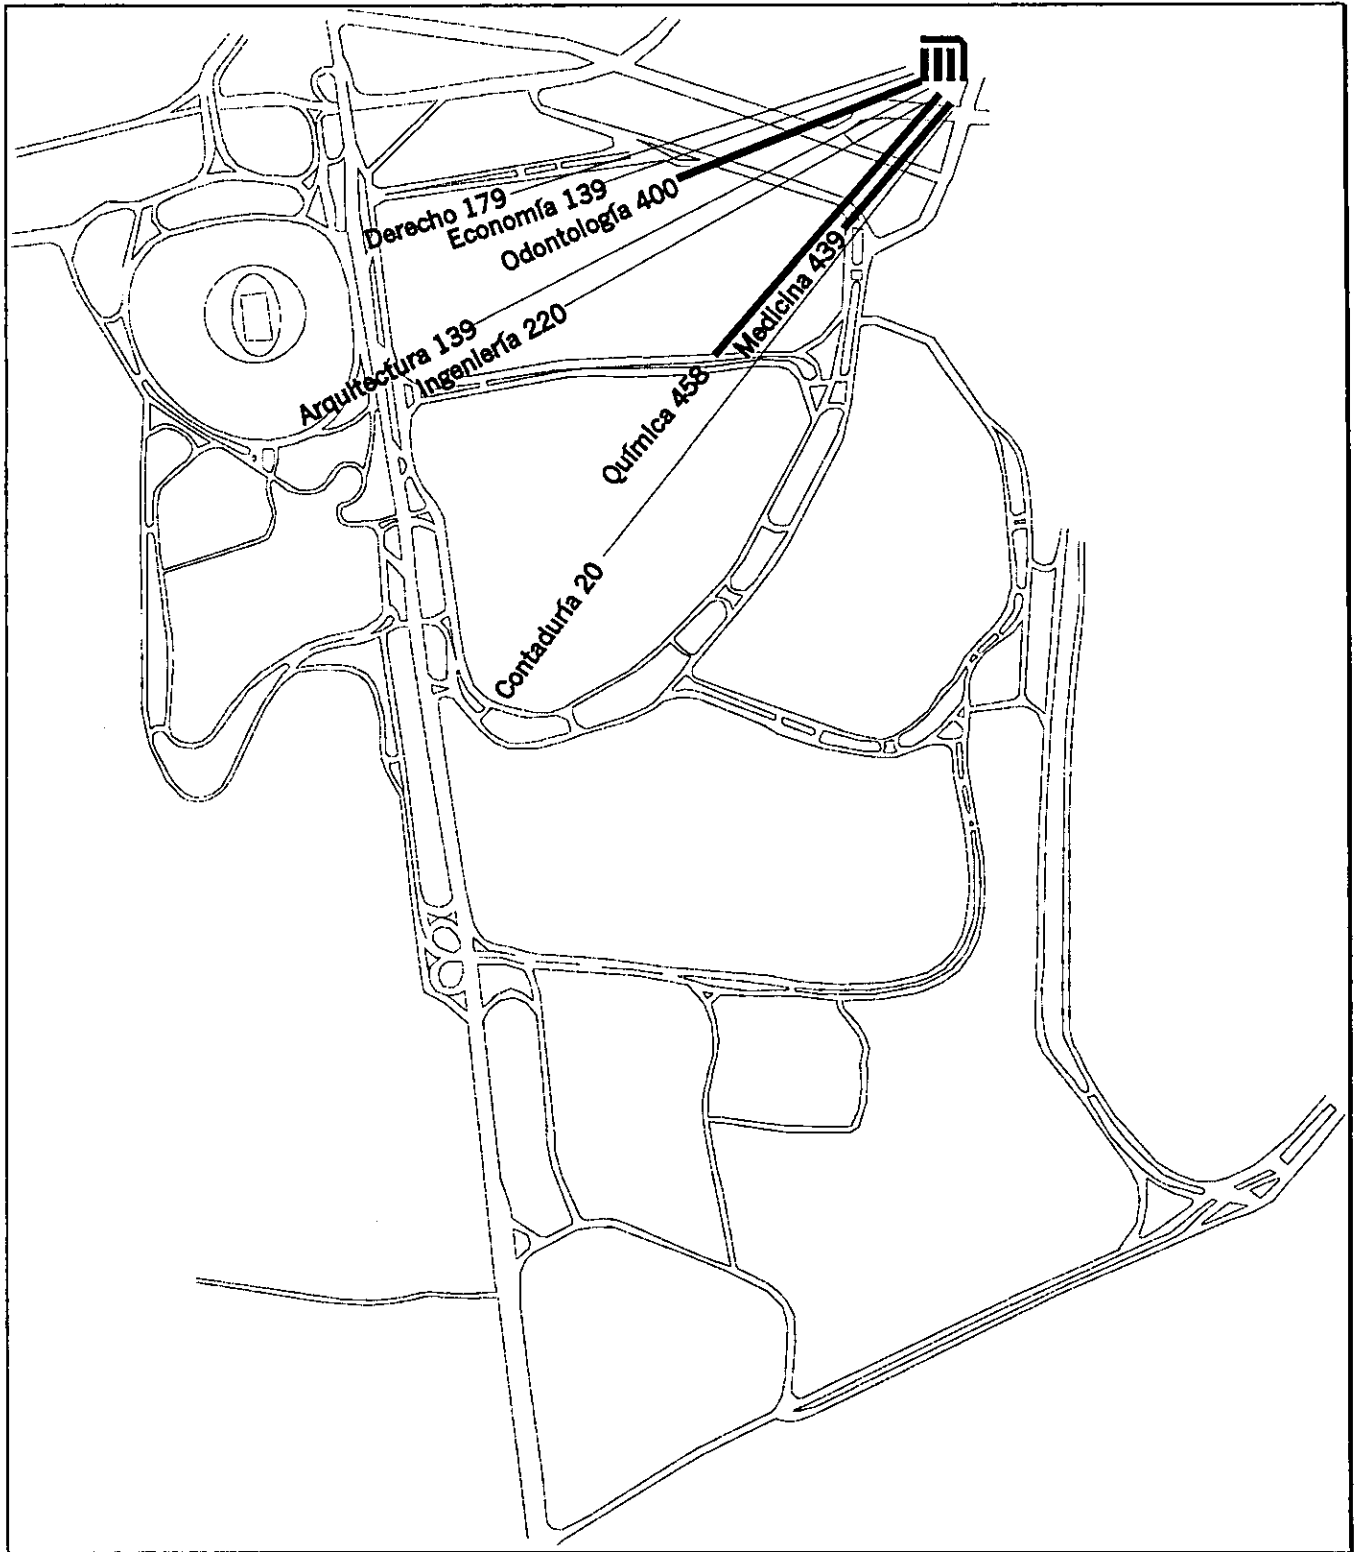 Derecho 179
Economía 139
Odontología 400
Arquitectura 139
Ingeniería 220
Medicina 439
Química 458
Contaduría 20